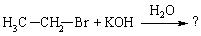 H₃C—CH₂—Br + KOH —H₂O→ ?